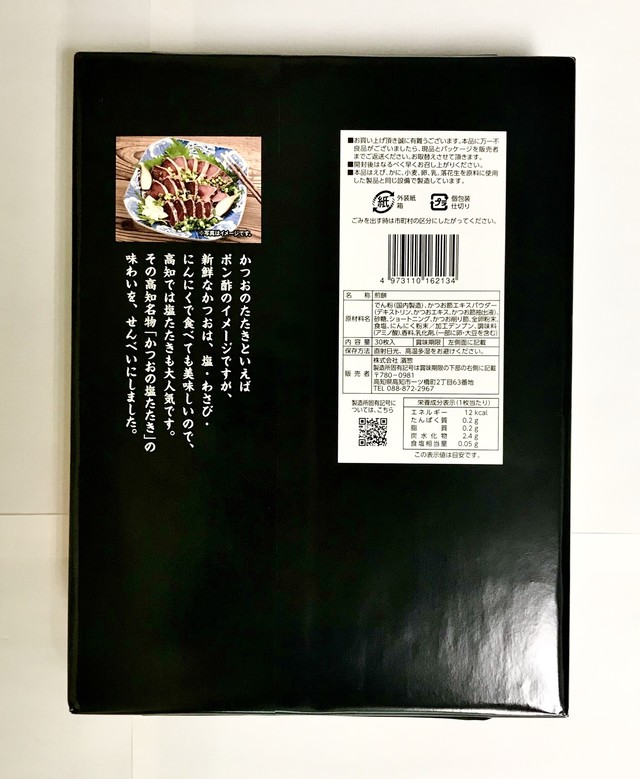 ※写真はイメージです。
かつおのたたきといえば
ポン酢のイメージですが、
新鮮なかつおは、塩・わさび・
にんにくで食べても美味しいので、
高知では塩たたきも大人気です。
その高知名物「かつおの塩たたき」の
味わいを、せんべいにしました。
■お買い上げ頂き誠に有難うございます。本品に万一不
良品がございましたら、現品とパッケージを販売者
までご返送ください。お取替えさせて頂きます。
■開封後はなるべく早くお召し上がりください。
■本品はえび、かに、小麦、卵、乳、落花生を原料に使用
した製品と同じ設備で製造しています。
紙 外装紙
箱
プラ 個包装
仕切り
ごみを出す時は市町村の区分にしたがってください。
4 973110 162134
名称 煎餅
原材料名 でん粉(国内製造)、かつお節エキスパウダー
(デキストリン、かつおエキス、かつお節抽出液)、
砂糖、ショートニング、かつお削り節、全卵粉末、
食塩、にんにく粉末／加工デンプン、調味料
(アミノ酸)、香料、乳化剤、(一部に卵・大豆を含む)
内容量 30枚入 賞味期限 左側面に記載
保存方法 直射日光、高温多湿をお避けください。
販売者 株式会社 濵惣
製造所固有記号は賞味期限の下部の右側に記載
〒780-0981
高知県高知市一ツ橋町2丁目63番地
TEL 088-872-2967
製造所固有記号に
ついては、こちら
栄養成分表示(1枚当たり)
エネルギー 12 kcal
たんぱく質 0.2 g
脂質 0.2 g
炭水化物 2.4 g
食塩相当量 0.05 g
この表示値は目安です。